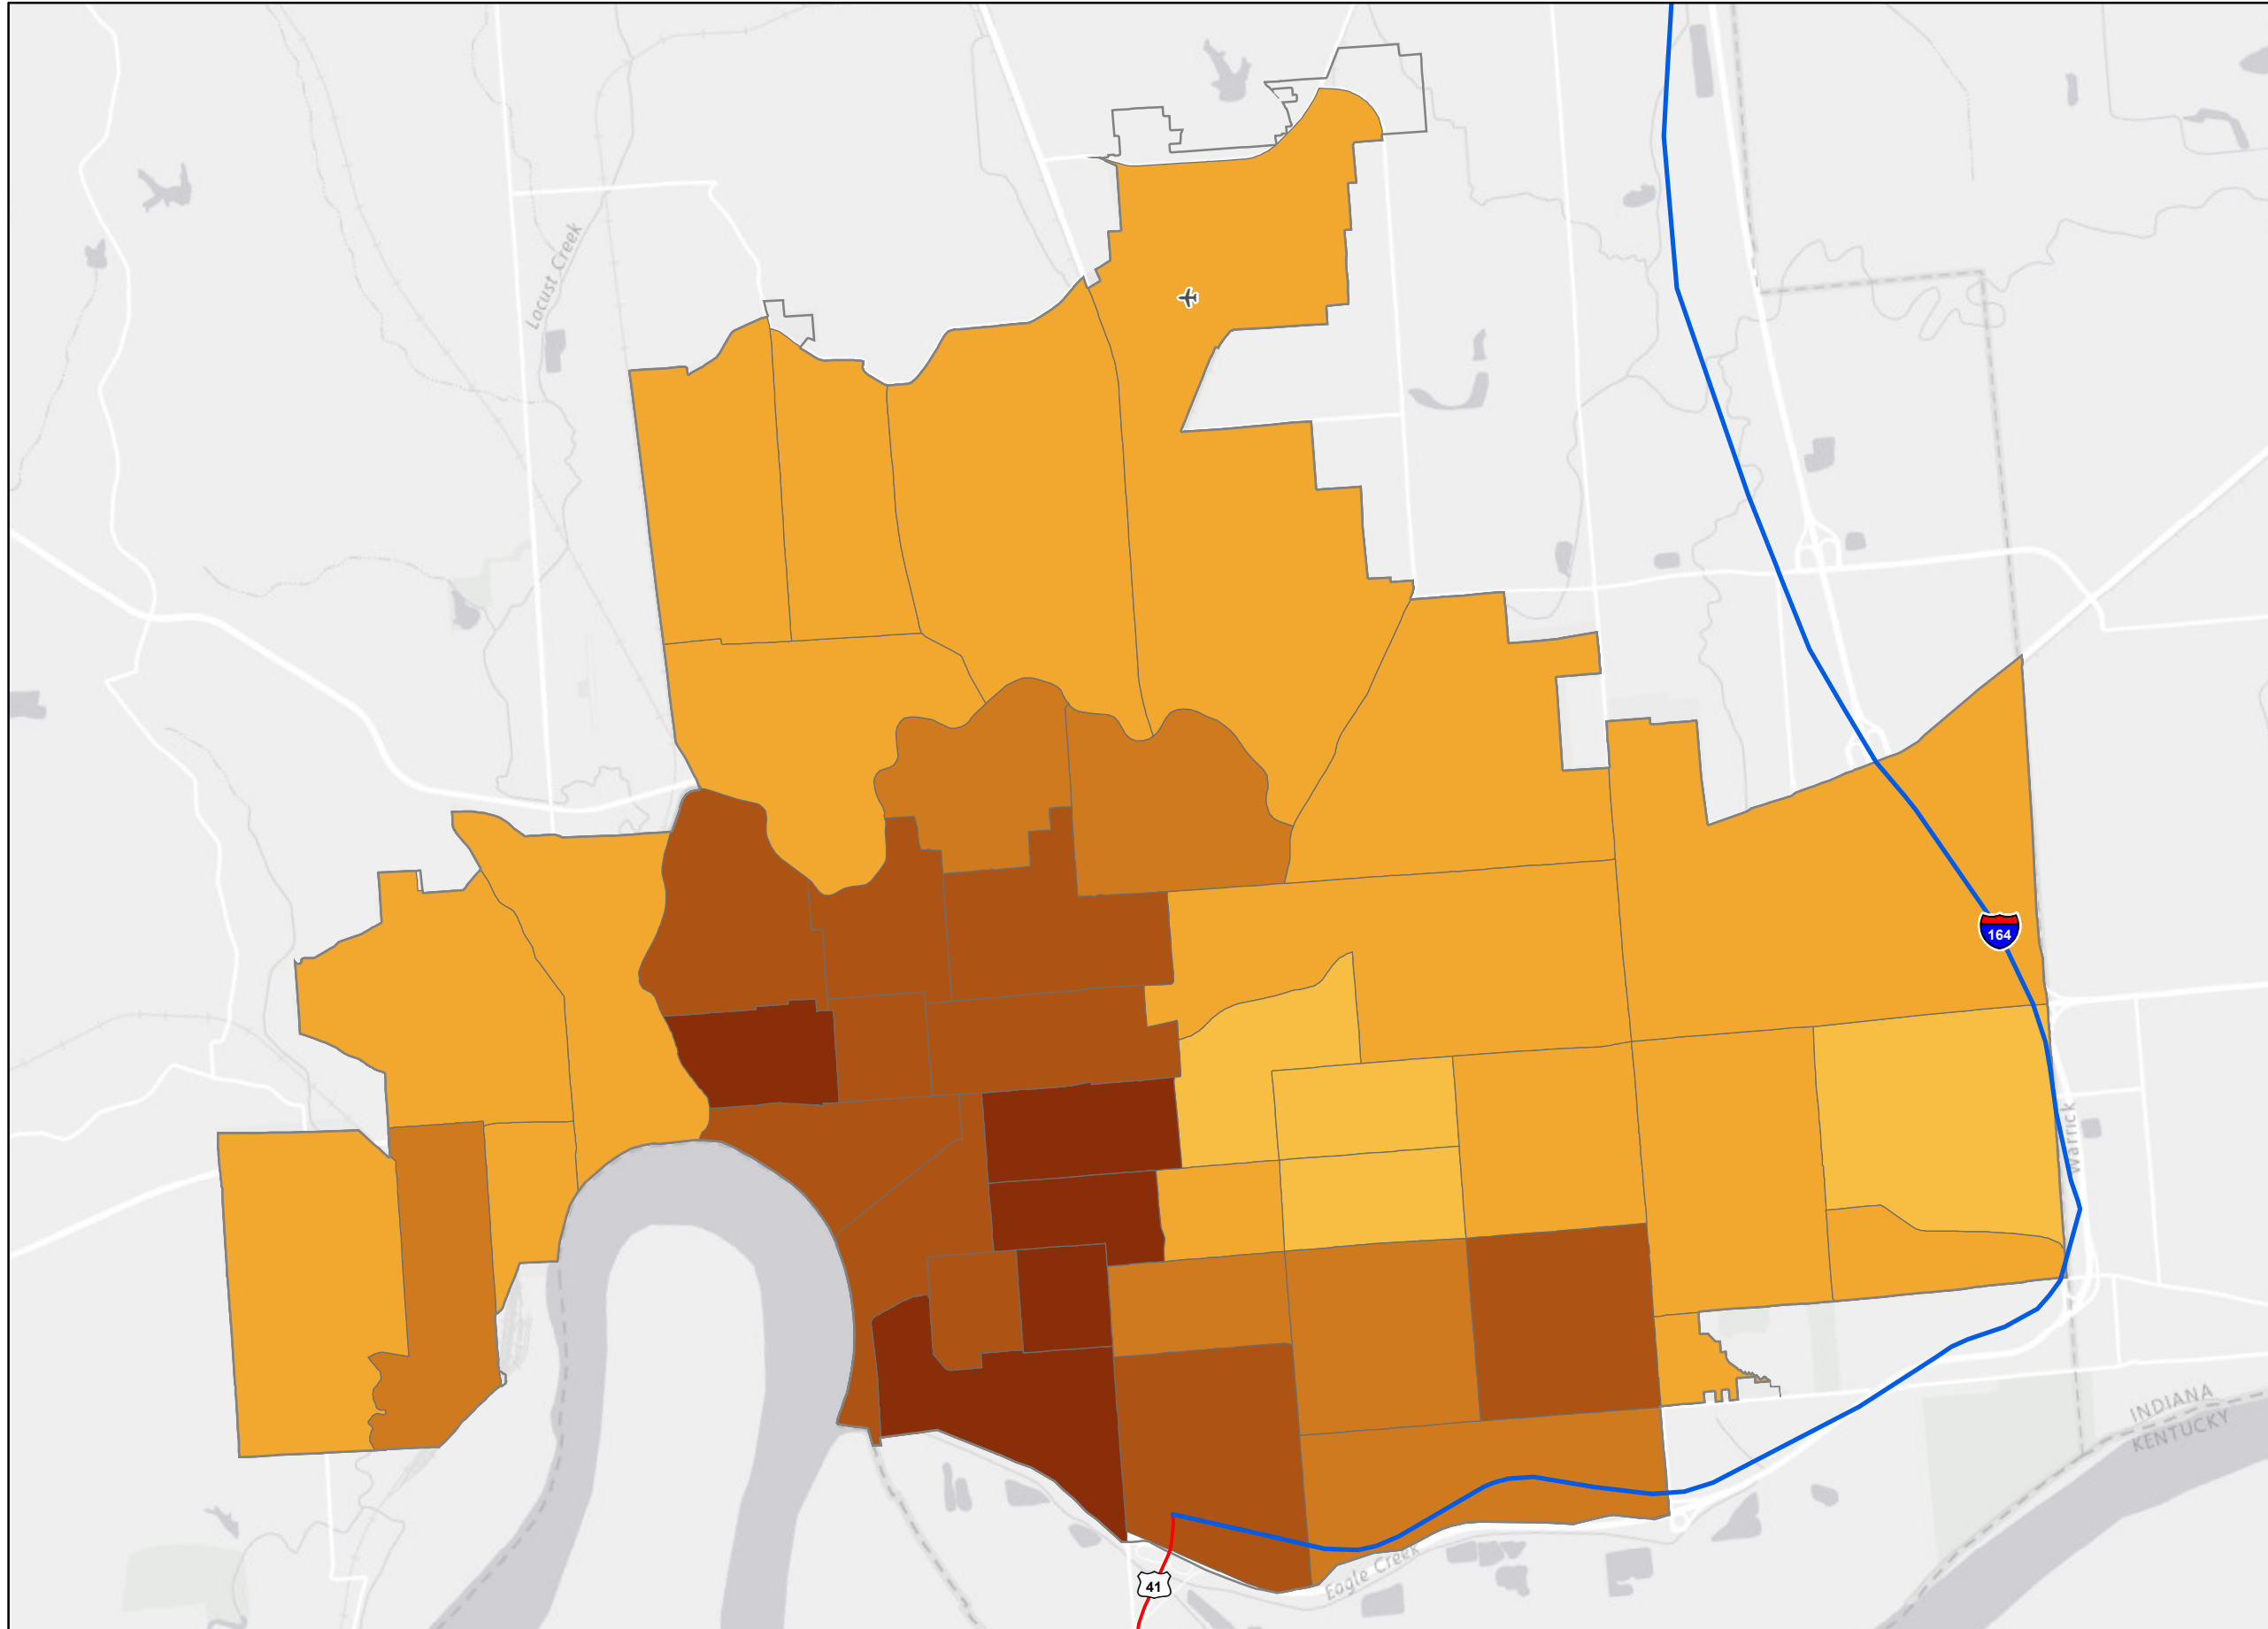 Locust Creek
164
Warrick
INDIANA
KENTUCKY
Eagle Creek
41